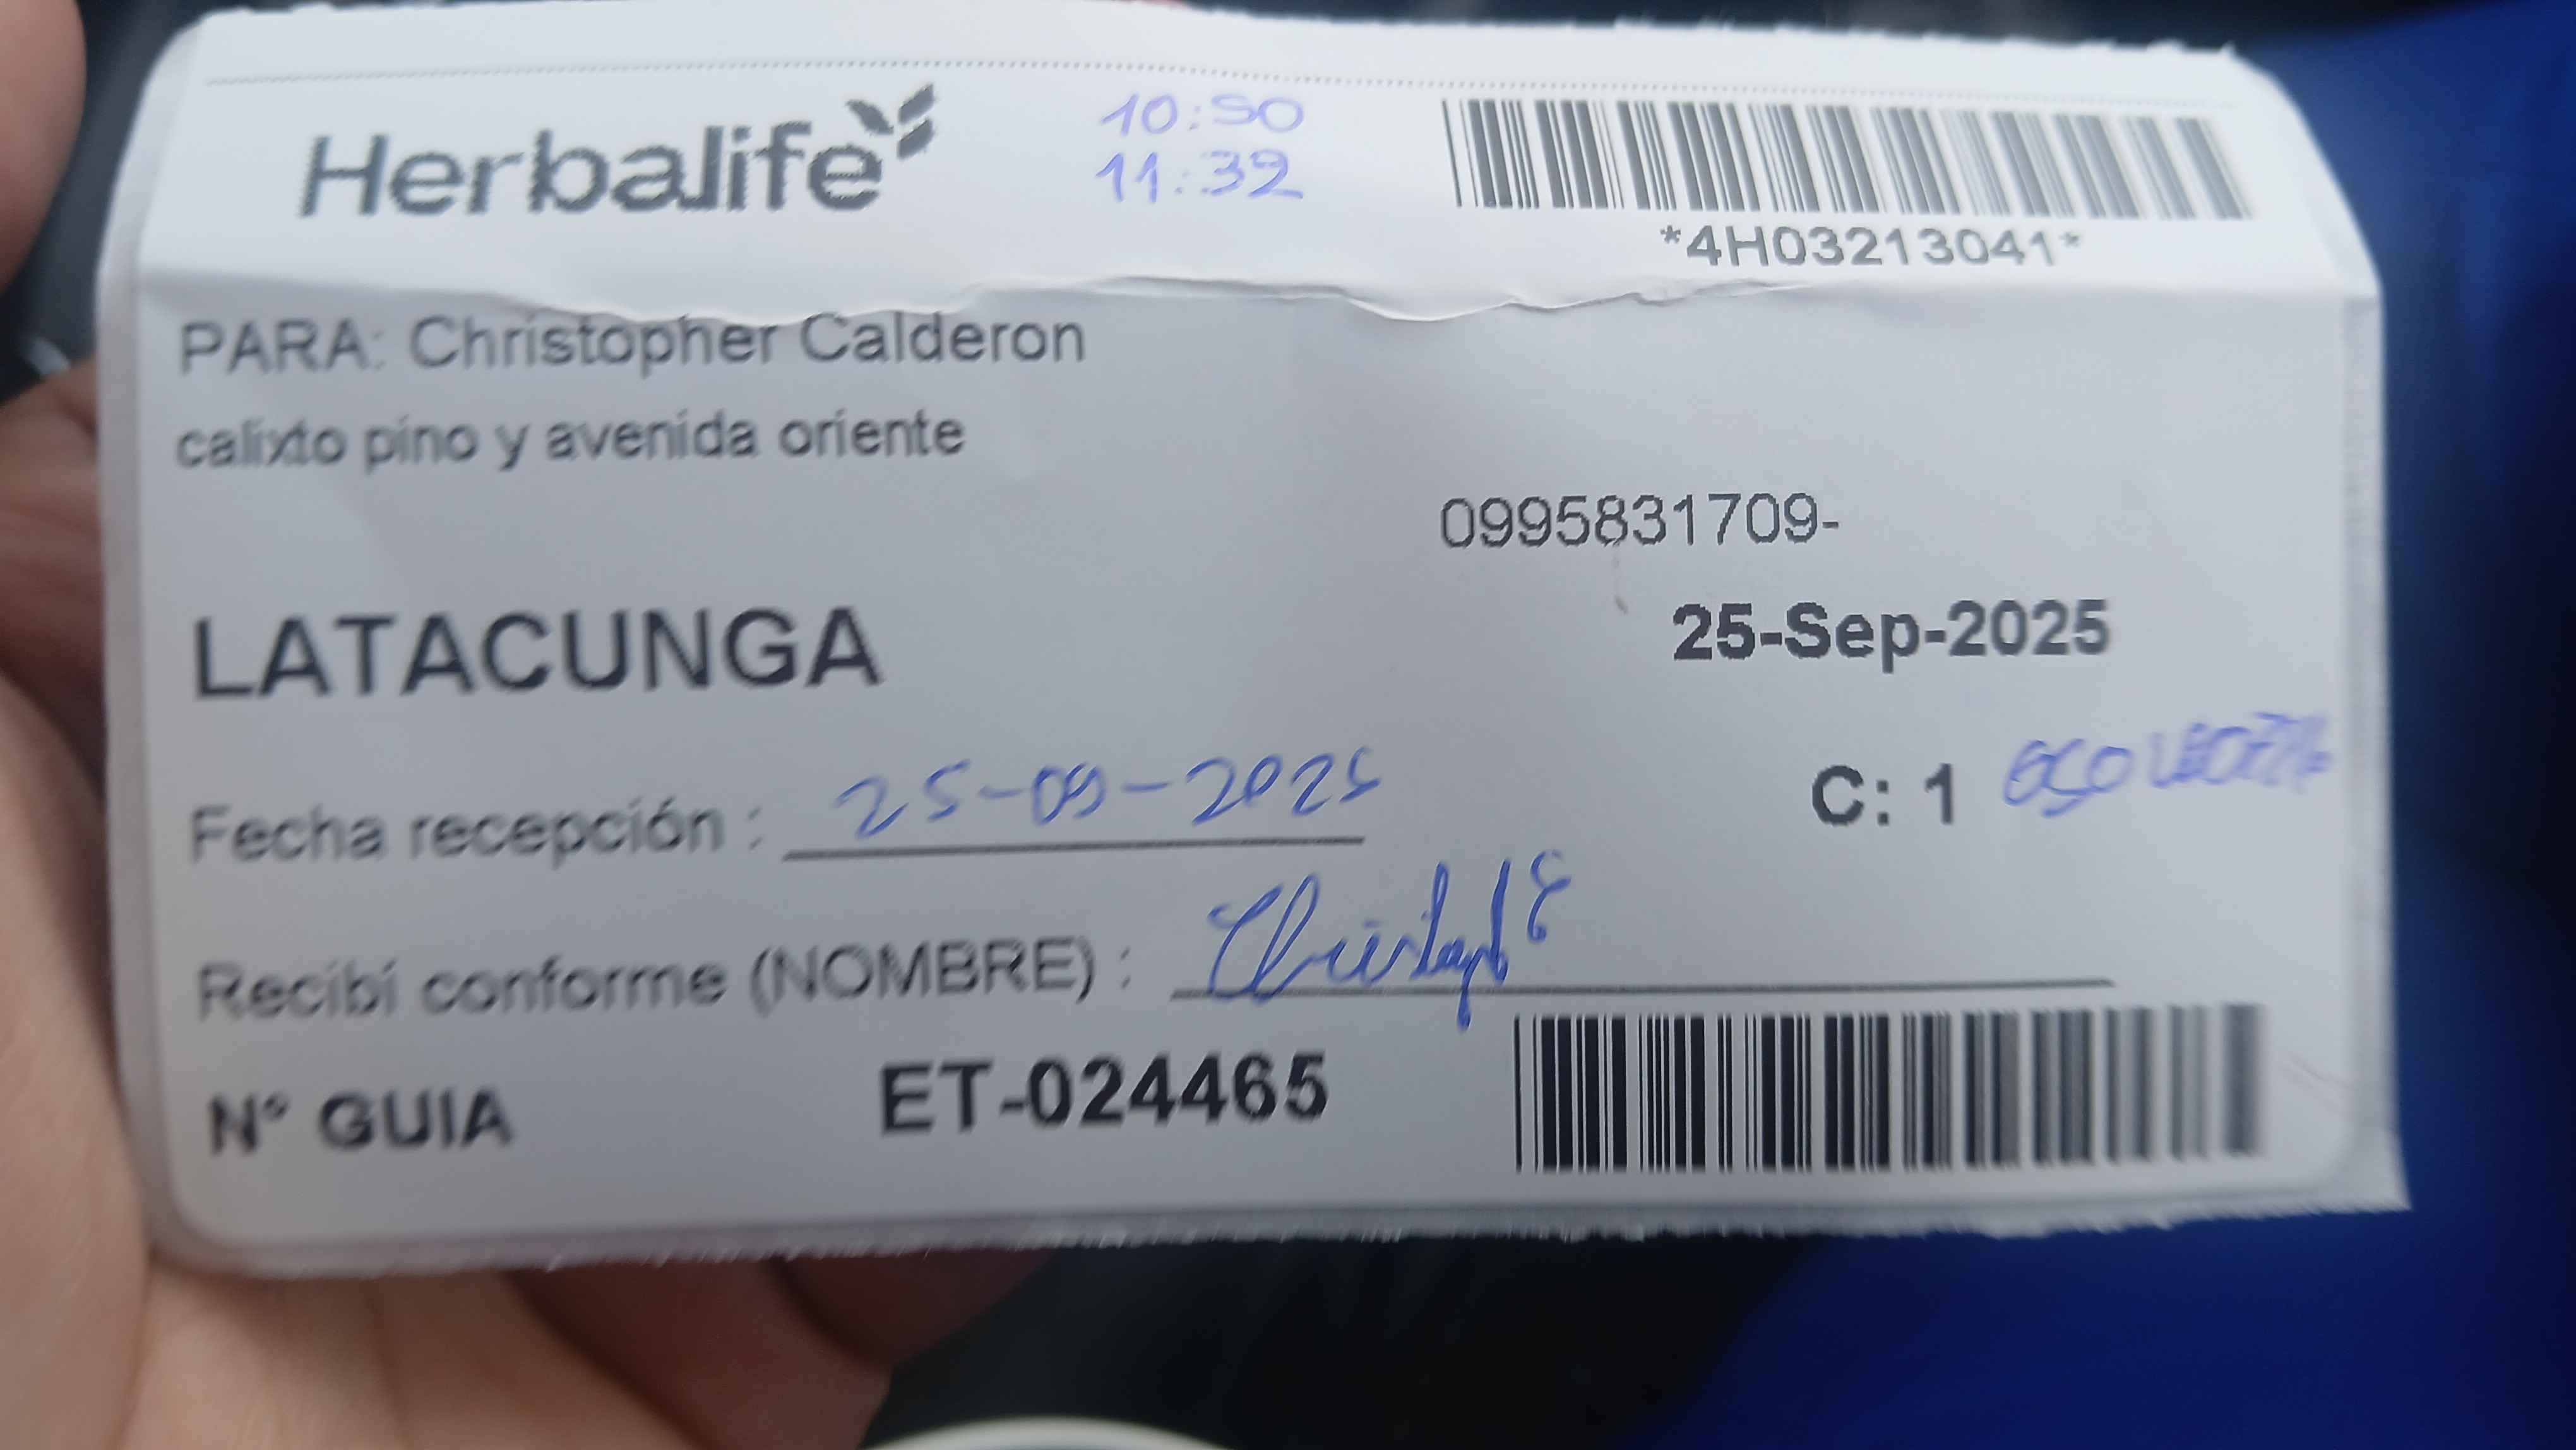 Herbalife
10:50
11:32
*4H03213041*
PARA: Christopher Calderon
calixto pino y avenida oriente
0995831709-
LATACUNGA
25-Sep-2025
Fecha recepción : 25-09-2025
C: 1
Recibí conforme (NOMBRE) :
N° GUIA ET-024465